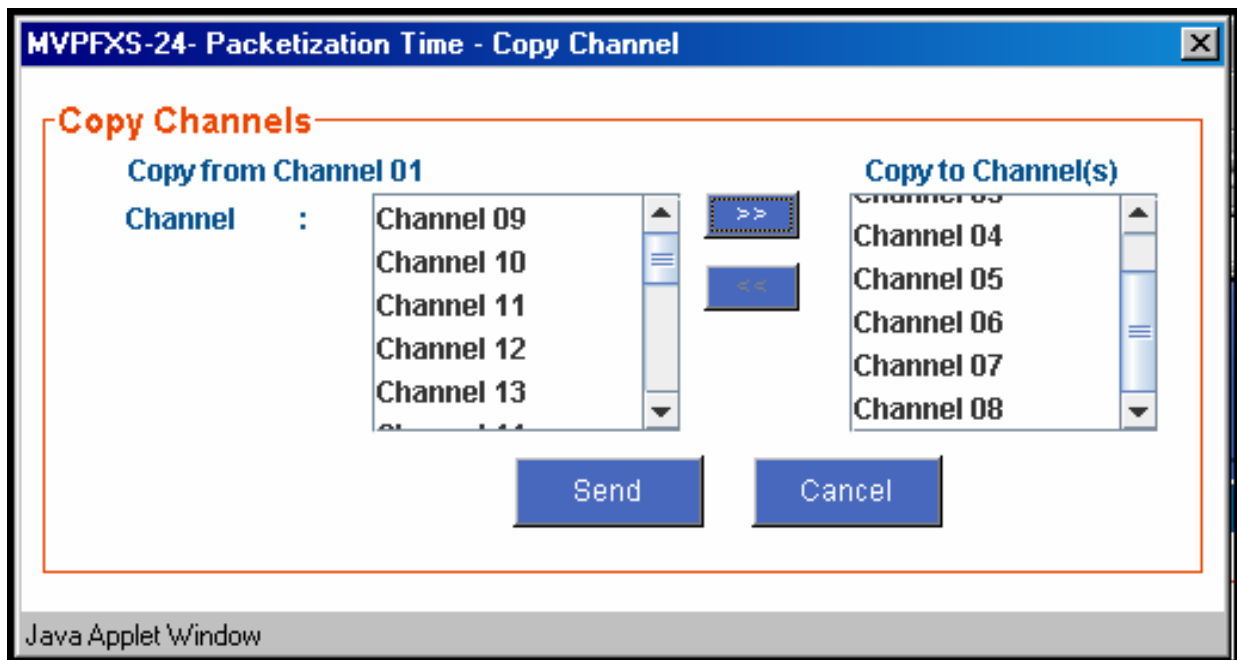 MVPFXS-24- Packetization Time - Copy Channel
Copy Channels
Copy from Channel 01
Channel :
Channel 09
Channel 10
Channel 11
Channel 12
Channel 13
>>
<<
Copy to Channel(s)
Channel 04
Channel 05
Channel 06
Channel 07
Channel 08
Send
Cancel
Java Applet Window